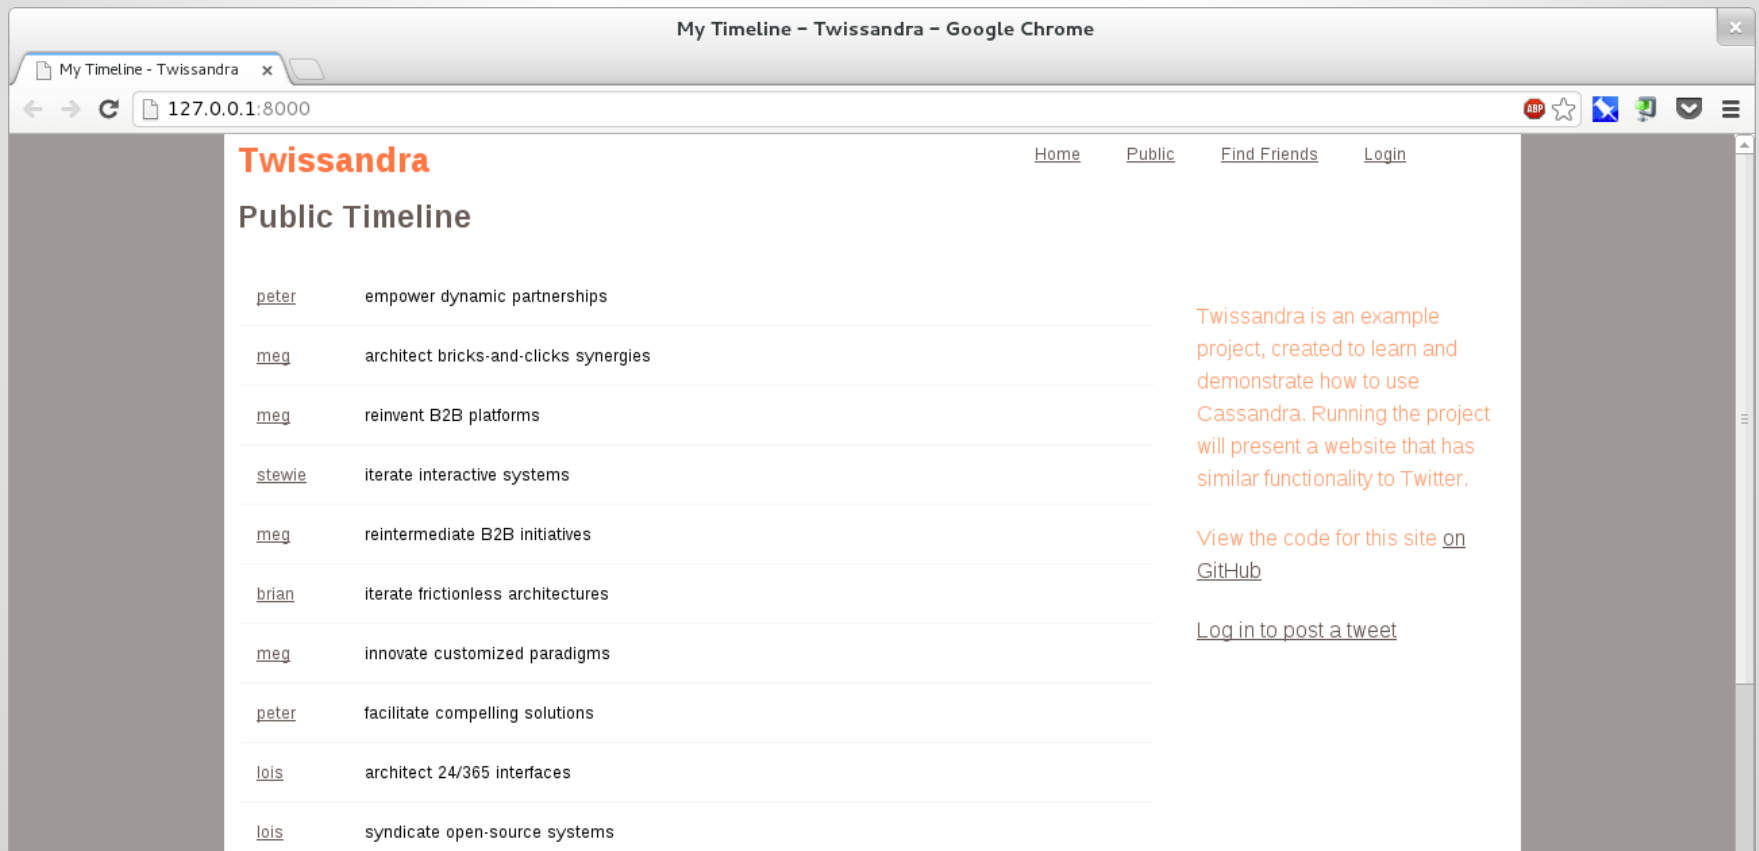 My Timeline – Twissandra – Google Chrome
My Timeline - Twissandra
127.0.0.1:8000
ABP
Twissandra
Home Public Find Friends Login
Public Timeline
peter empower dynamic partnerships
meg architect bricks-and-clicks synergies
meg reinvent B2B platforms
stewie iterate interactive systems
meg reintermediate B2B initiatives
brian iterate frictionless architectures
meg innovate customized paradigms
peter facilitate compelling solutions
lois architect 24/365 interfaces
lois syndicate open-source systems
Twissandra is an example
project, created to learn and
demonstrate how to use
Cassandra. Running the project
will present a website that has
similar functionality to Twitter.
View the code for this site on
GitHub
Log in to post a tweet